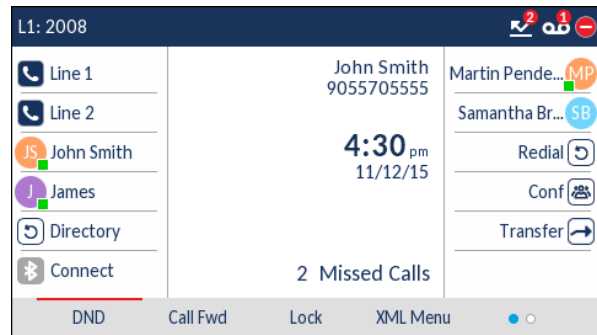 L1: 2008
2
1
Line 1
Line 2
JS John Smith
J James
Directory
Connect
John Smith
9055705555
4:30 pm
11/12/15
2 Missed Calls
Martin Pende... MP
Samantha Br... SB
Redial
Conf
Transfer
DND Call Fwd Lock XML Menu